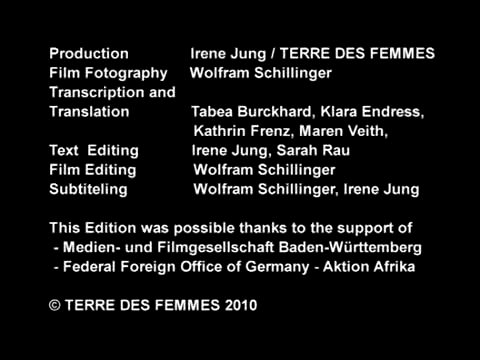 Production Irene Jung / TERRE DES FEMMES
Film Fotography Wolfram Schillinger
Transcription and
Translation Tabea Burckhard, Klara Endress,
Kathrin Frenz, Maren Veith,
Text Editing Irene Jung, Sarah Rau
Film Editing Wolfram Schillinger
Subtiteling Wolfram Schillinger, Irene Jung
This Edition was possible thanks to the support of
- Medien- und Filmgesellschaft Baden-Württemberg
- Federal Foreign Office of Germany - Aktion Afrika
© TERRE DES FEMMES 2010